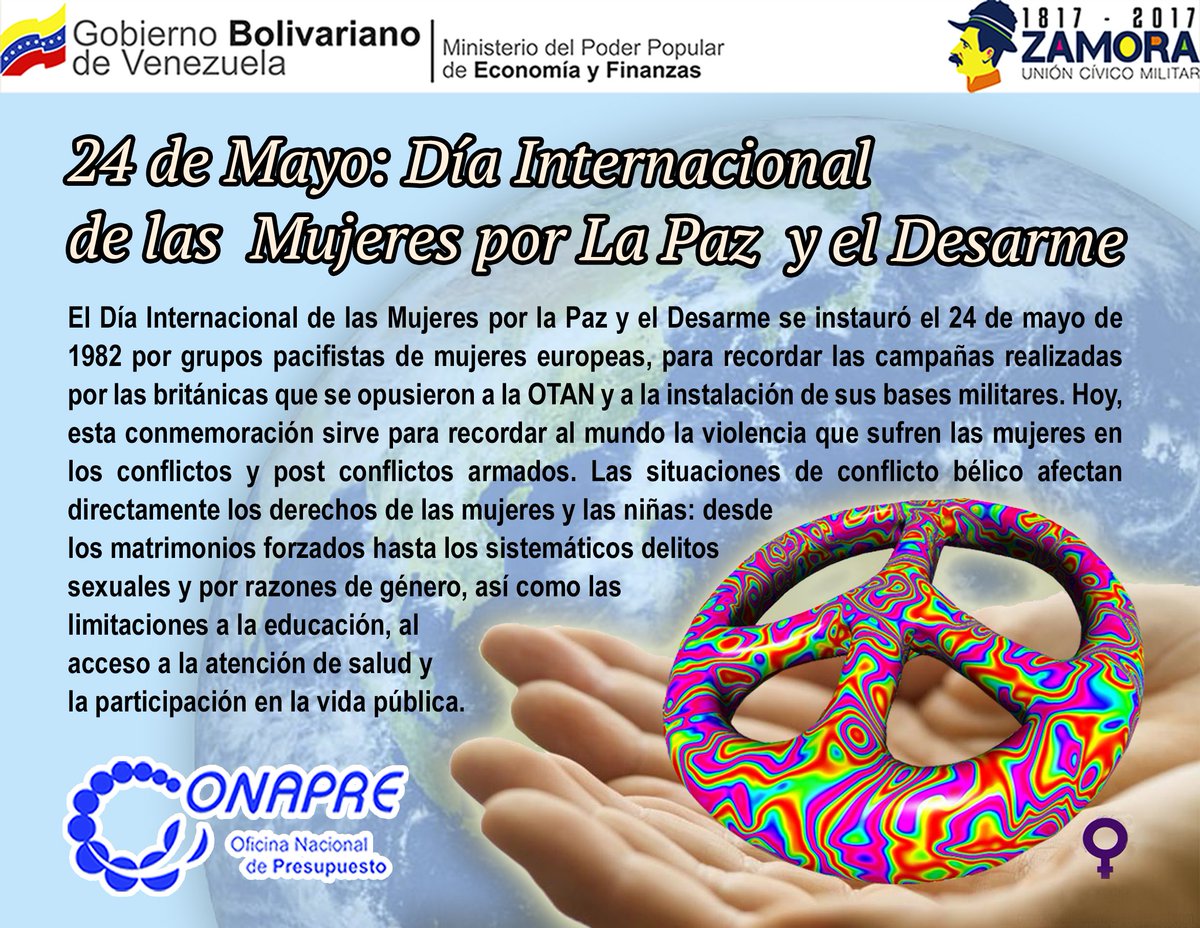 Gobierno Bolivariano
de Venezuela
Ministerio del Poder Popular
de Economía y Finanzas
1817 - 2017
ZAMORA
UNIÓN CÍVICO MILITAR
24 de Mayo: Día Internacional
de las Mujeres por La Paz y el Desarme
El Día Internacional de las Mujeres por la Paz y el Desarme se instauró el 24 de mayo de
1982 por grupos pacifistas de mujeres europeas, para recordar las campañas realizadas
por las británicas que se opusieron a la OTAN y a la instalación de sus bases militares. Hoy,
esta conmemoración sirve para recordar al mundo la violencia que sufren las mujeres en
los conflictos y post conflictos armados. Las situaciones de conflicto bélico afectan
directamente los derechos de las mujeres y las niñas: desde
los matrimonios forzados hasta los sistemáticos delitos
sexuales y por razones de género, así como las
limitaciones a la educación, al
acceso a la atención de salud y
la participación en la vida pública.
ONAPRE
Oficina Nacional
de Presupuesto